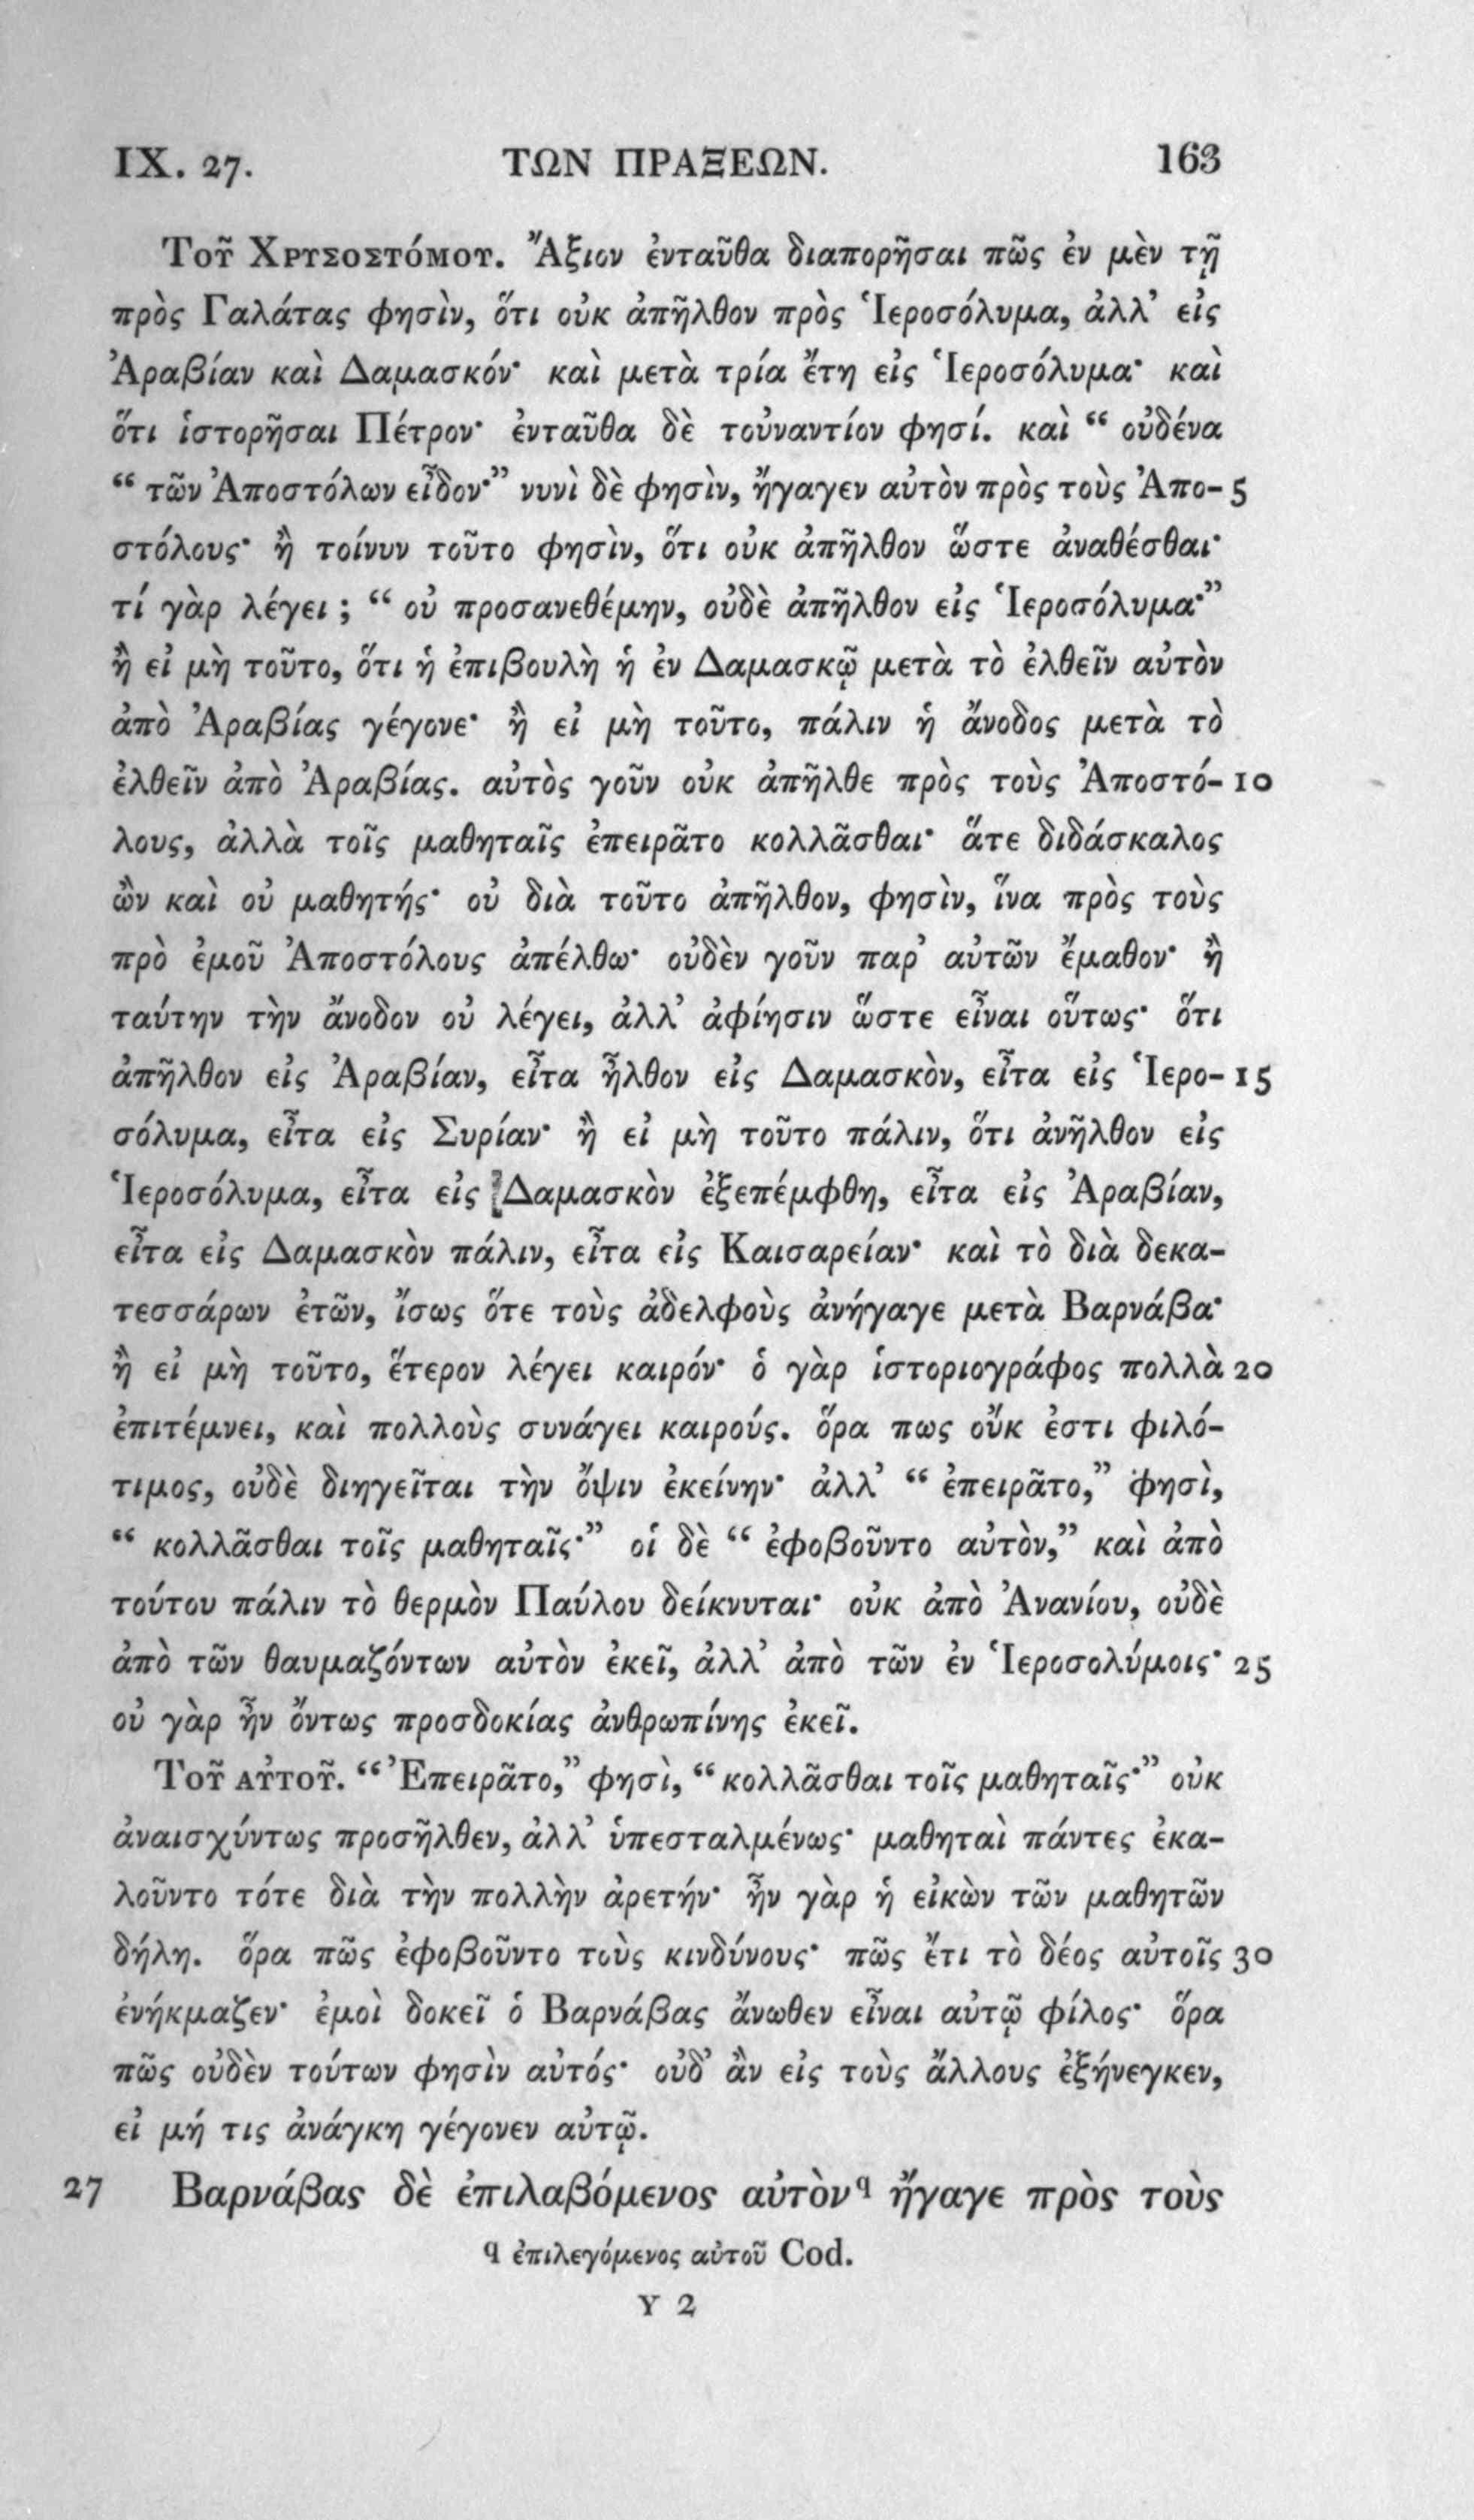 IX. 27. ΤΩΝ ΠΡΑΞΕΩΝ. 163
Τοῦ Χρυσοστόμου. Ἄξιον ἐνταῦθα διαπορῆσαι πῶς ἐν μὲν τῇ
πρὸς Γαλάτας φησὶν, ὅτι οὐκ ἀπῆλθον πρὸς Ἱεροσόλυμα, ἀλλ’ εἰς
Ἀραβίαν καὶ Δαμασκόν· καὶ μετὰ τρία ἔτη εἰς Ἱεροσόλυμα· καὶ
ὅτι ἱστορῆσαι Πέτρον· ἐνταῦθα δὲ τοὐναντίον φησί. καὶ “ οὐδένα
“ τῶν Ἀποστόλων εἶδον·” νυνὶ δὲ φησὶν, ἤγαγεν αὐτὸν πρὸς τοὺς Ἀπο- 5
στόλους· ἢ τοίνυν τοῦτο φησὶν, ὅτι οὐκ ἀπῆλθον ὥστε ἀναθέσθαι·
τί γὰρ λέγει ; “ οὐ προσανεθέμην, οὐδὲ ἀπῆλθον εἰς Ἱεροσόλυμα·”
ἢ εἰ μὴ τοῦτο, ὅτι ἡ ἐπιβουλὴ ἡ ἐν Δαμασκῷ μετὰ τὸ ἐλθεῖν αὐτὸν
ἀπὸ Ἀραβίας γέγονε· ἢ εἰ μὴ τοῦτο, πάλιν ἡ ἄνοδος μετὰ τὸ
ἐλθεῖν ἀπὸ Ἀραβίας. αὐτὸς γοῦν οὐκ ἀπῆλθε πρὸς τοὺς Ἀποστό- 10
λους, ἀλλὰ τοῖς μαθηταῖς ἐπειρᾶτο κολλᾶσθαι· ἅτε διδάσκαλος
ὢν καὶ οὐ μαθητής· οὐ διὰ τοῦτο ἀπῆλθον, φησὶν, ἵνα πρὸς τοὺς
πρὸ ἐμοῦ Ἀποστόλους ἀπέλθω· οὐδὲν γοῦν παρ’ αὐτῶν ἔμαθον· ἢ
ταύτην τὴν ἄνοδον οὐ λέγει, ἀλλ’ ἀφίησιν ὥστε εἶναι οὕτως· ὅτι
ἀπῆλθον εἰς Ἀραβίαν, εἶτα ἦλθον εἰς Δαμασκὸν, εἶτα εἰς Ἱερο- 15
σόλυμα, εἶτα εἰς Συρίαν· ἢ εἰ μὴ τοῦτο πάλιν, ὅτι ἀνῆλθον εἰς
Ἱεροσόλυμα, εἶτα εἰς Δαμασκὸν ἐξεπέμφθη, εἶτα εἰς Ἀραβίαν,
εἶτα εἰς Δαμασκὸν πάλιν, εἶτα εἰς Καισαρείαν· καὶ τὸ διὰ δεκα-
τεσσάρων ἐτῶν, ἴσως ὅτε τοὺς ἀδελφοὺς ἀνήγαγε μετὰ Βαρνάβα·
ἢ εἰ μὴ τοῦτο, ἕτερον λέγει καιρόν· ὁ γὰρ ἱστοριογράφος πολλὰ 20
ἐπιτέμνει, καὶ πολλοὺς συνάγει καιρούς. ὅρα πως οὔκ ἐστι φιλό-
τιμος, οὐδὲ διηγεῖται τὴν ὄψιν ἐκείνην· ἀλλ’ “ ἐπειρᾶτο,” φησὶ,
“ κολλᾶσθαι τοῖς μαθηταῖς·” οἱ δὲ “ ἐφοβοῦντο αὐτὸν,” καὶ ἀπὸ
τούτου πάλιν τὸ θερμὸν Παύλου δείκνυται· οὐκ ἀπὸ Ἀνανίου, οὐδὲ
ἀπὸ τῶν θαυμαζόντων αὐτὸν ἐκεῖ, ἀλλ’ ἀπὸ τῶν ἐν Ἱεροσολύμοις· 25
οὐ γὰρ ἦν ὄντως προσδοκίας ἀνθρωπίνης ἐκεῖ.
Τοῦ αὐτοῦ. “ Ἐπειρᾶτο,” φησὶ, “ κολλᾶσθαι τοῖς μαθηταῖς·” οὐκ
ἀναισχύντως προσῆλθεν, ἀλλ’ ὑπεσταλμένως· μαθηταὶ πάντες ἐκα-
λοῦντο τότε διὰ τὴν πολλὴν ἀρετήν· ἦν γὰρ ἡ εἰκὼν τῶν μαθητῶν
δήλη. ὅρα πῶς ἐφοβοῦντο τοὺς κινδύνους· πῶς ἔτι τὸ δέος αὐτοῖς 30
ἐνήκμαζεν· ἐμοὶ δοκεῖ ὁ Βαρνάβας ἄνωθεν εἶναι αὐτῷ φίλος· ὅρα
πῶς οὐδὲν τούτων φησὶν αὐτός· οὐδ’ ἂν εἰς τοὺς ἄλλους ἐξήνεγκεν,
εἰ μή τις ἀνάγκη γέγονεν αὐτῷ.
27 Βαρνάβας δὲ ἐπιλαβόμενος αὐτὸν q ἤγαγε πρὸς τοὺς
q ἐπιλεγόμενος αὐτοῦ Cod.
Y 2